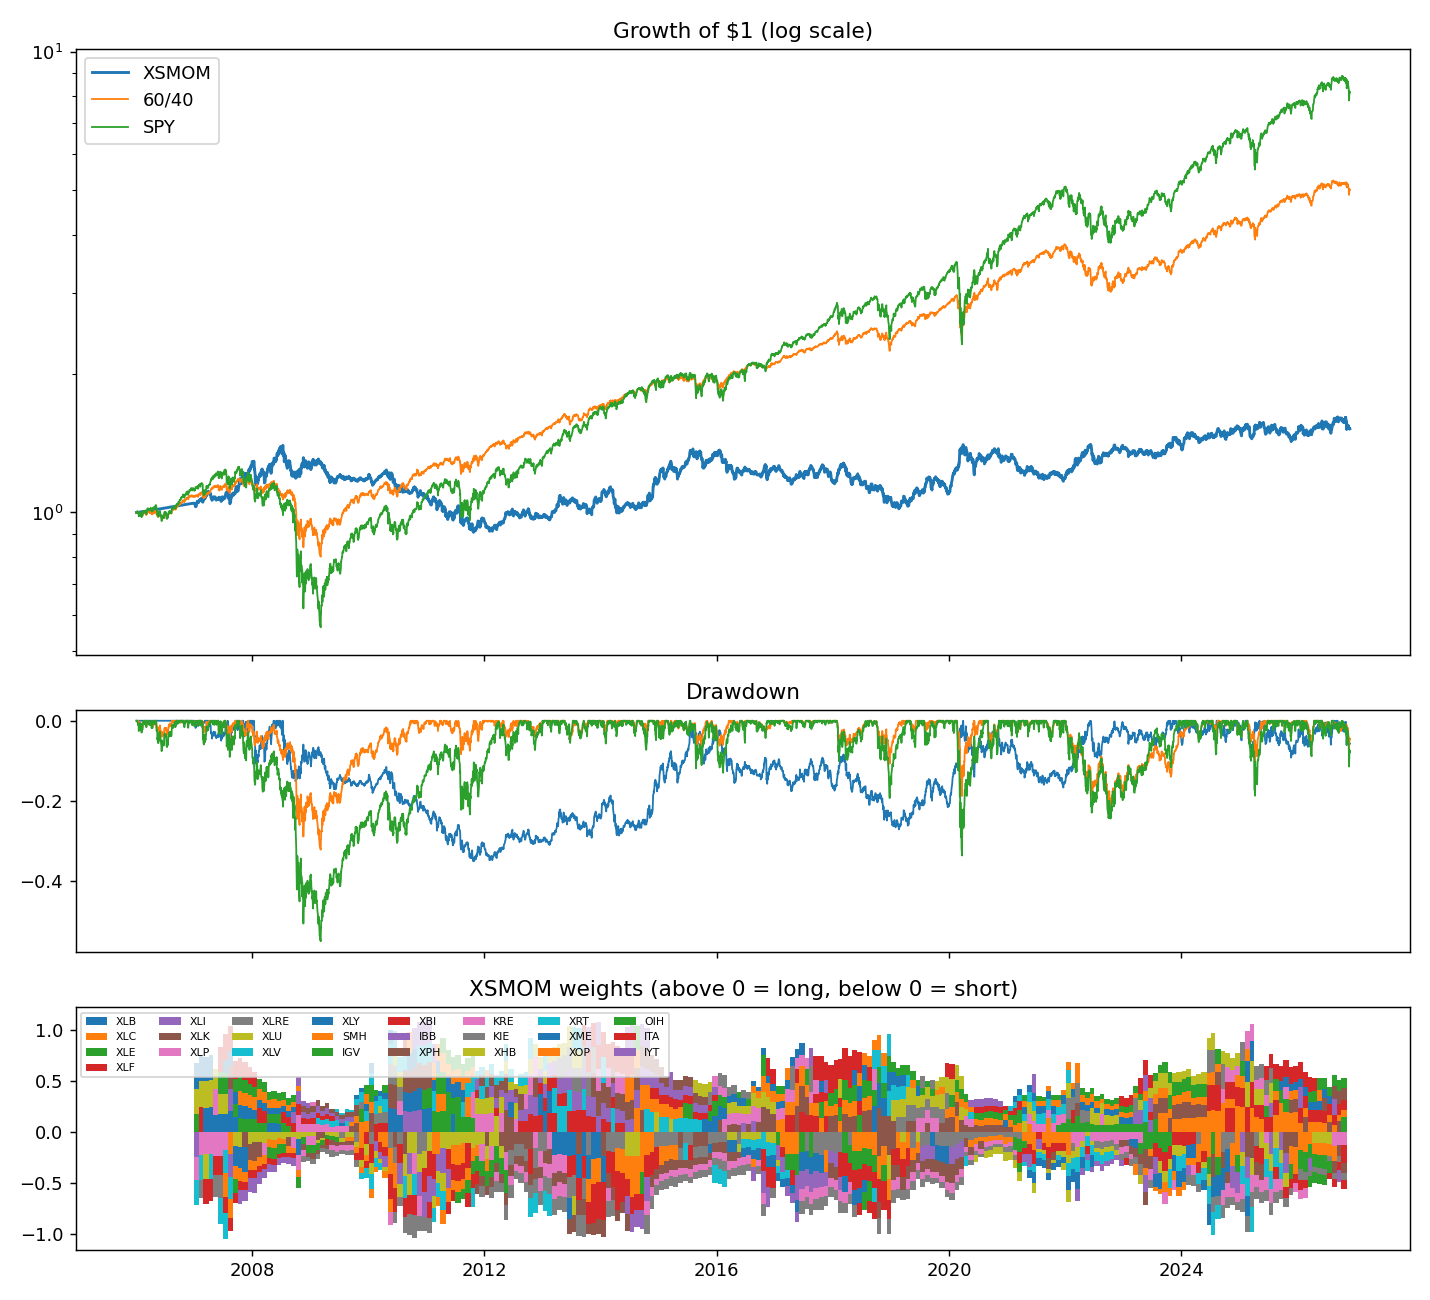 Growth of $1 (log scale)
10¹
10⁰
XSMOM
60/40
SPY
Drawdown
0.0
−0.2
−0.4
XSMOM weights (above 0 = long, below 0 = short)
1.0
0.5
0.0
−0.5
−1.0
XLB XLI XLRE XLY XBI KRE XRT OIH
XLC XLK XLU SMH IBB KIE XME ITA
XLE XLP XLV IGV XPH XHB XOP IYT
XLF
2008 2012 2016 2020 2024